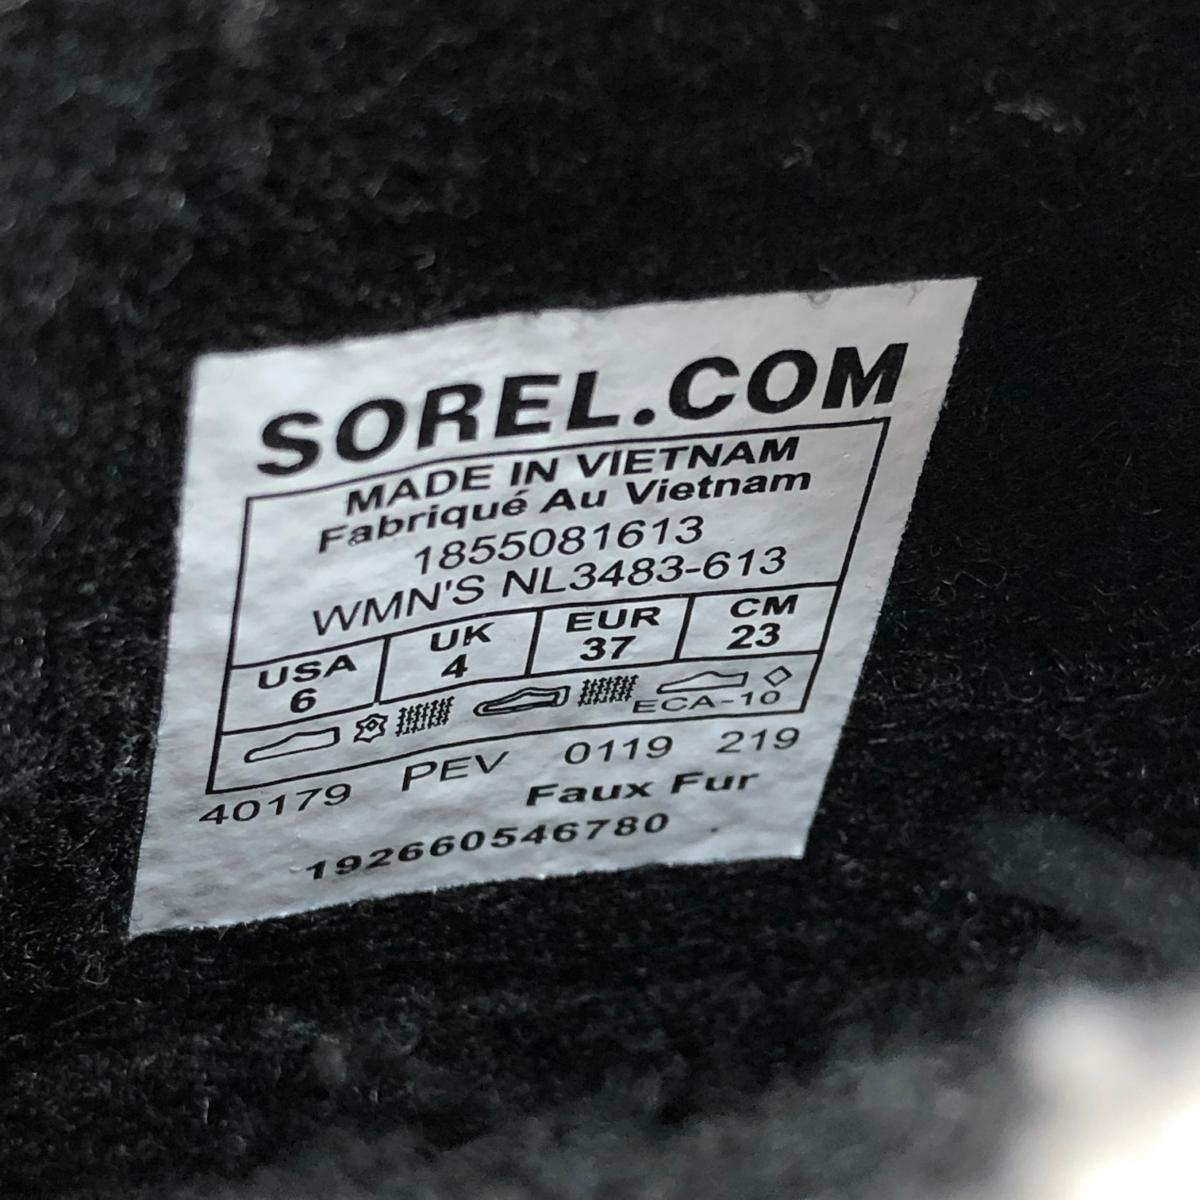 SOREL.COM
MADE IN VIETNAM
Fabriqué Au Vietnam
1855081613
WMN'S NL3483-613
USA UK EUR CM
6 4 37 23
ECA-10
40179 PEV 0119 219
Faux Fur
192660546780